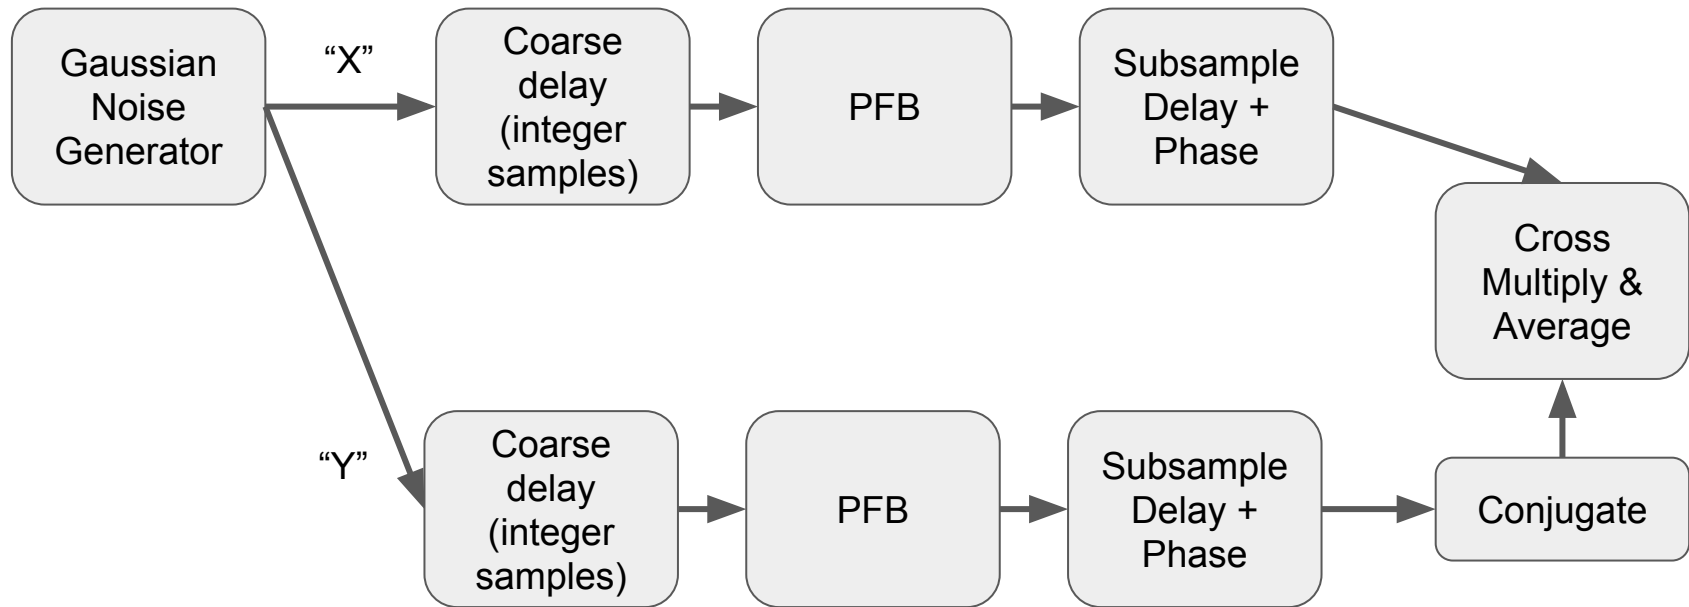 Gaussian
Noise
Generator
“X”
Coarse
delay
(integer
samples)
PFB
Subsample
Delay +
Phase
Cross
Multiply &
Average
“Y”
Coarse
delay
(integer
samples)
PFB
Subsample
Delay +
Phase
Conjugate